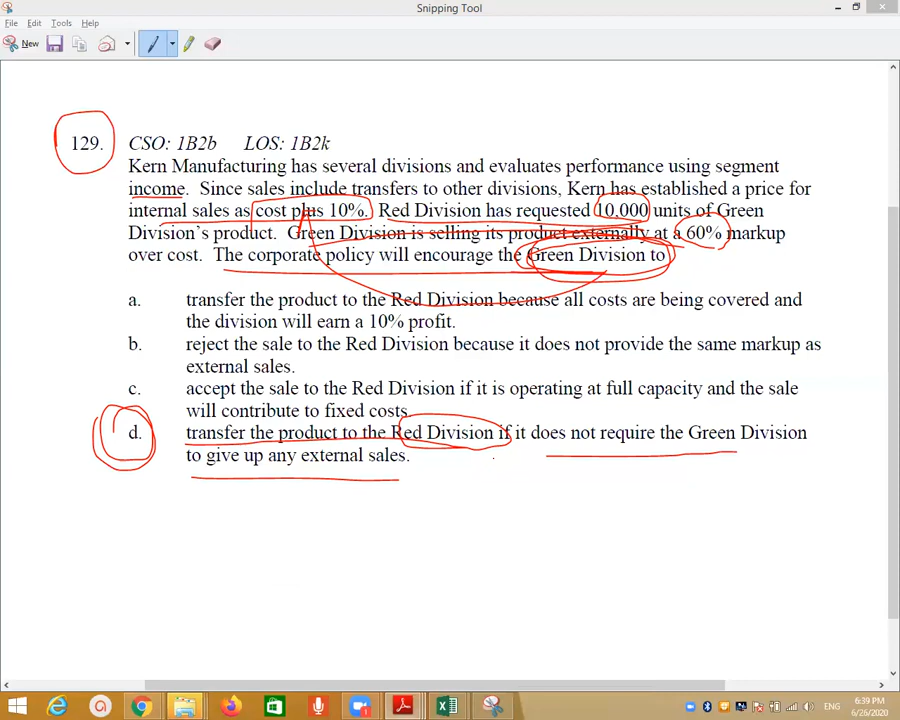 Snipping Tool
File Edit Tools Help
New
129. CSO: 1B2b LOS: 1B2k
Kern Manufacturing has several divisions and evaluates performance using segment
income. Since sales include transfers to other divisions, Kern has established a price for
internal sales as cost plus 10%. Red Division has requested 10,000 units of Green
Division's product. Green Division is selling its product externally at a 60% markup
over cost. The corporate policy will encourage the Green Division to
a. transfer the product to the Red Division because all costs are being covered and
the division will earn a 10% profit.
b. reject the sale to the Red Division because it does not provide the same markup as
external sales.
c. accept the sale to the Red Division if it is operating at full capacity and the sale
will contribute to fixed costs.
d. transfer the product to the Red Division if it does not require the Green Division
to give up any external sales.
ENG
6:39 PM
6/26/2020